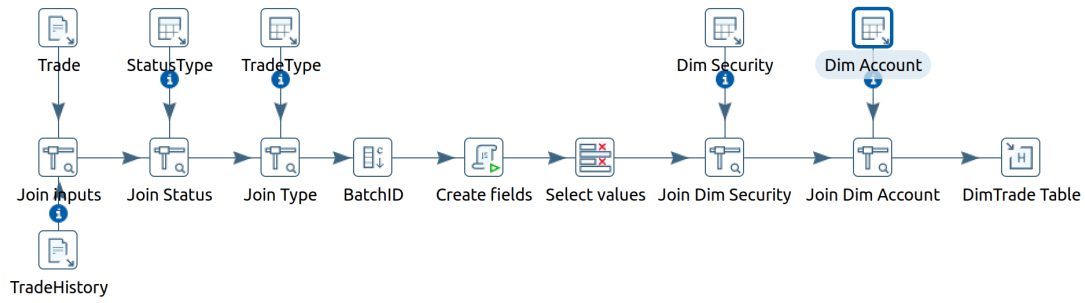 Trade
StatusType
TradeType
Dim Security
Dim Account
Join inputs
Join Status
Join Type
BatchID
Create fields
Select values
Join Dim Security
Join Dim Account
DimTrade Table
TradeHistory